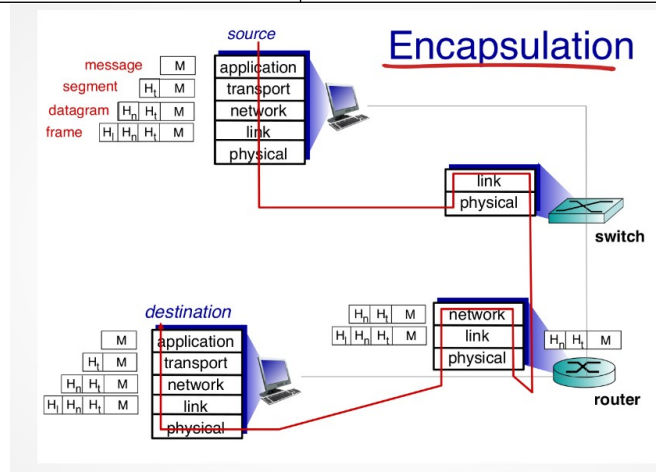 source
Encapsulation
message M
application
segment Ht M
transport
datagram Hn Ht M
network
frame Hl Hn Ht M
link
physical
link
physical
switch
destination
M
application
Ht M
transport
Hn Ht M
network
Hl Hn Ht M
link
physical
Hn Ht M
network
Hl Hn Ht M
link
physical
Hn Ht M
router